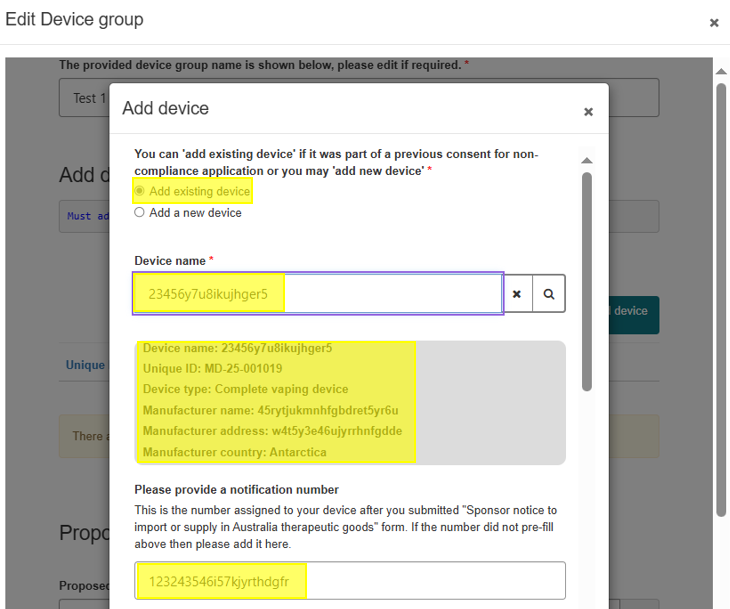 Edit Device group
The provided device group name is shown below, please edit if required. *
Test 1
Add device
You can 'add existing device' if it was part of a previous consent for non-
compliance application or you may 'add new device' *
Add existing device
Add a new device
Device name *
23456y7u8ikujhger5
Device name: 23456y7u8ikujhger5
Unique ID: MD-25-001019
Device type: Complete vaping device
Manufacturer name: 45rytjukmnhfgbdret5yr6u
Manufacturer address: w4t5y3e46ujyrrhnfgdde
Manufacturer country: Antarctica
Please provide a notification number
This is the number assigned to your device after you submitted "Sponsor notice to
import or supply in Australia therapeutic goods" form. If the number did not pre-fill
above then please add it here.
123243546i57kjyrthdgfr
Add d
Must ad
device
Unique
There a
Propo
Proposed